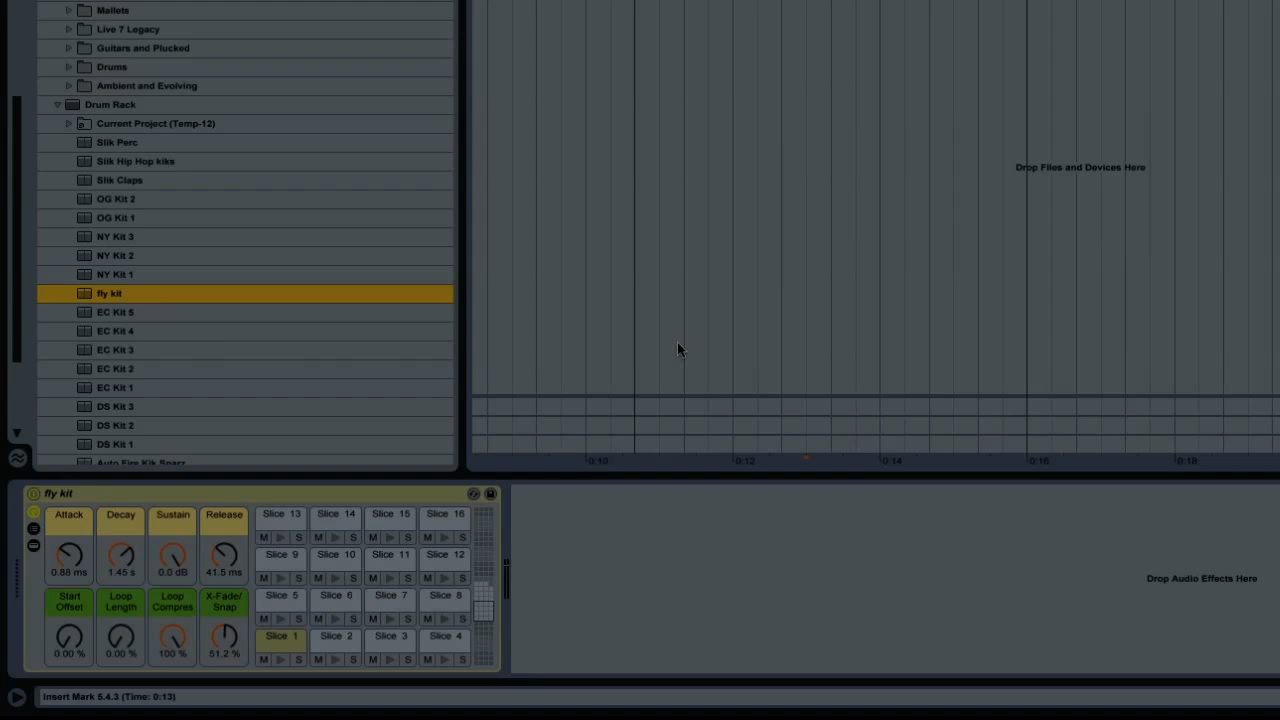 Mallets
Live 7 Legacy
Guitars and Plucked
Drums
Ambient and Evolving
Drum Rack
Current Project (Temp-12)
Slik Perc
Slik Hip Hop kiks
Slik Claps
OG Kit 2
OG Kit 1
NY Kit 3
NY Kit 2
NY Kit 1
fly kit
EC Kit 5
EC Kit 4
EC Kit 3
EC Kit 2
EC Kit 1
DS Kit 3
DS Kit 2
DS Kit 1
Auto Fire Kik Snarz
Drop Files and Devices Here
0:10 0:12 0:14 0:16 0:18
fly kit
Attack Decay Sustain Release
0.88 ms 1.45 s 0.0 dB 41.5 ms
Start Offset Loop Length Loop Compres X-Fade/ Snap
0.00 % 0.00 % 100 % 51.2 %
Slice 13 Slice 14 Slice 15 Slice 16
M S M S M S M S
Slice 9 Slice 10 Slice 11 Slice 12
M S M S M S M S
Slice 5 Slice 6 Slice 7 Slice 8
M S M S M S M S
Slice 1 Slice 2 Slice 3 Slice 4
M S M S M S M S
Drop Audio Effects Here
Insert Mark 5.4.3 (Time: 0:13)